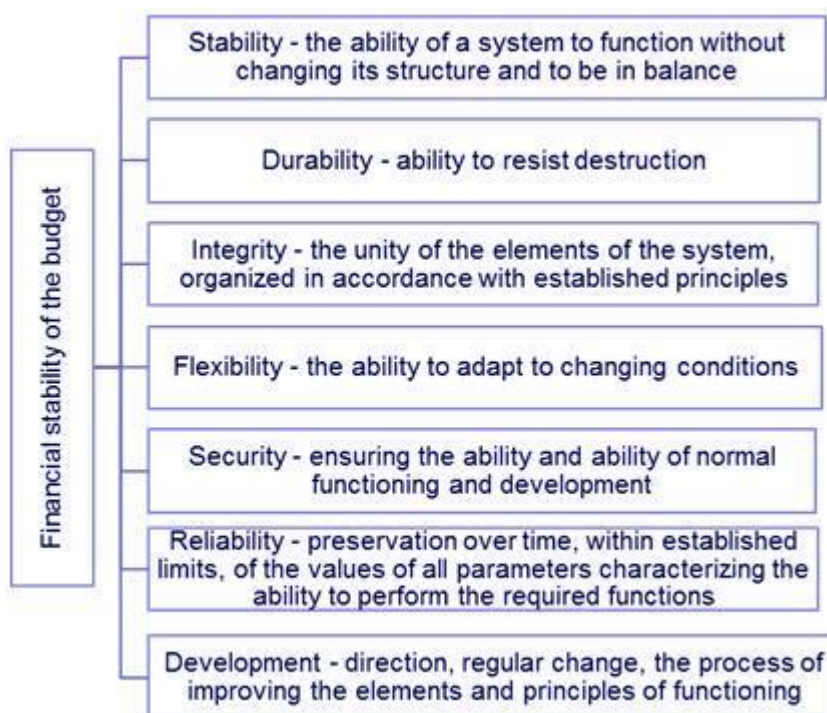 Financial stability of the budget
Stability - the ability of a system to function without
changing its structure and to be in balance
Durability - ability to resist destruction
Integrity - the unity of the elements of the system,
organized in accordance with established principles
Flexibility - the ability to adapt to changing conditions
Security - ensuring the ability and ability of normal
functioning and development
Reliability - preservation over time, within established
limits, of the values of all parameters characterizing the
ability to perform the required functions
Development - direction, regular change, the process of
improving the elements and principles of functioning